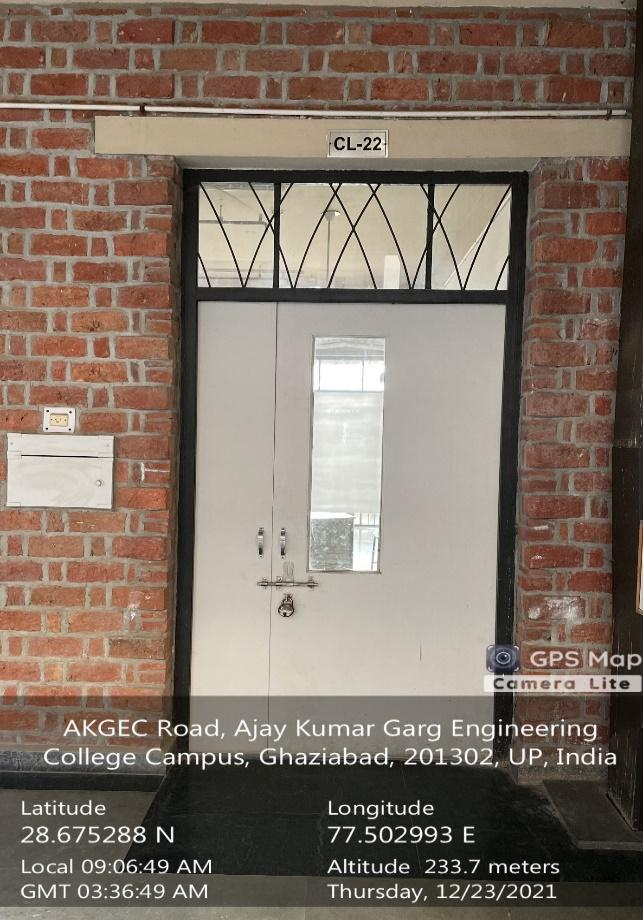 CL-22
GPS Map
Camera Lite
AKGEC Road, Ajay Kumar Garg Engineering
College Campus, Ghaziabad, 201302, UP, India
Latitude
28.675288 N
Longitude
77.502993 E
Local 09:06:49 AM
GMT 03:36:49 AM
Altitude 233.7 meters
Thursday, 12/23/2021